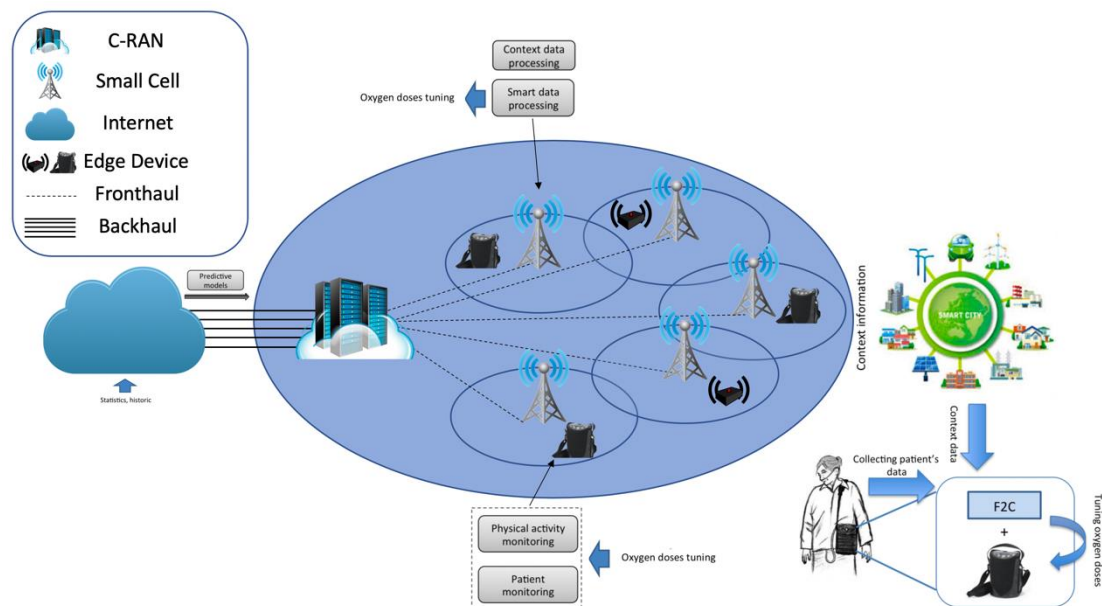 C-RAN
Small Cell
Internet
Edge Device
Fronthaul
Backhaul
Context data
processing
Smart data
processing
Oxygen doses tuning
Predictive
models
Statistics, historic
Context information
SMART CITY
Context data
Collecting patient's
data
F2C
+
Tuning oxygen doses
Physical activity
monitoring
Patient
monitoring
Oxygen doses tuning